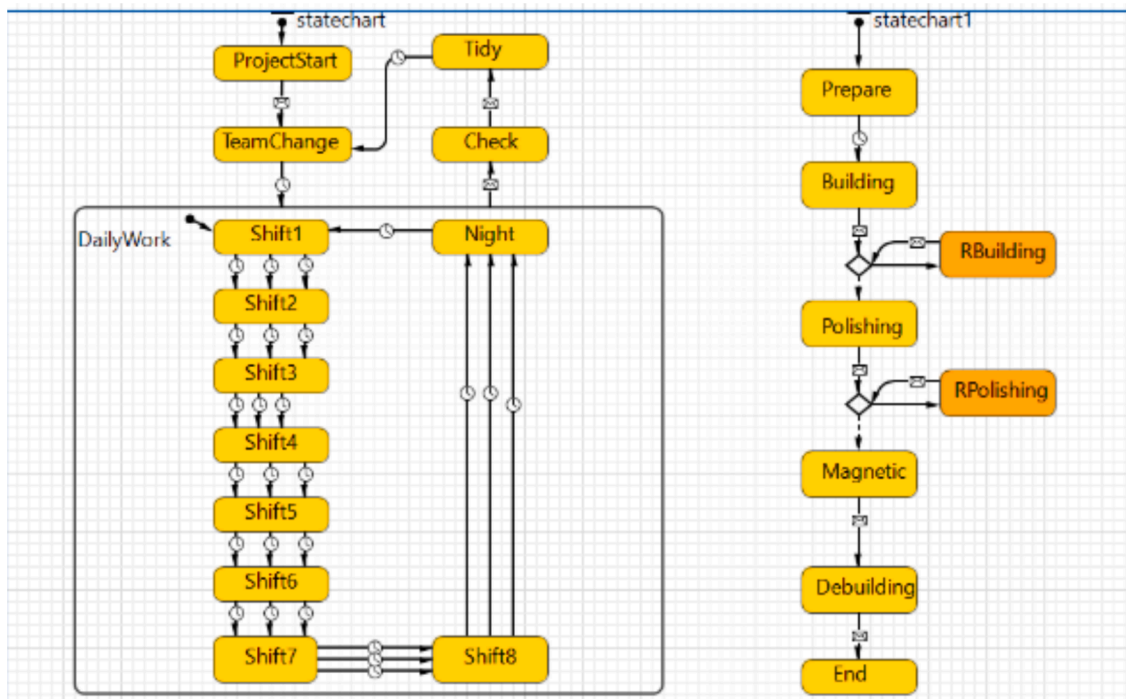 statechart
ProjectStart
TeamChange
Tidy
Check
DailyWork
Shift1
Night
Shift2
Shift3
Shift4
Shift5
Shift6
Shift7
Shift8
statechart1
Prepare
Building
RBuilding
Polishing
RPolishing
Magnetic
Debuilding
End